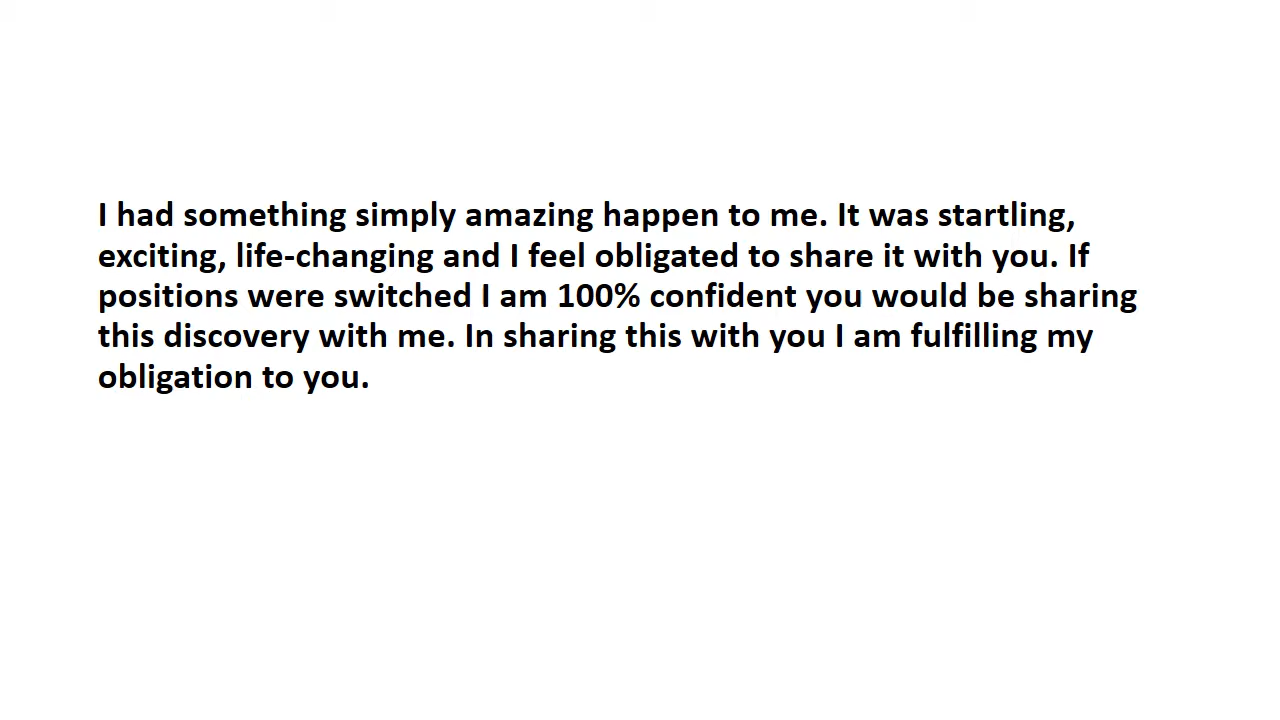 I had something simply amazing happen to me. It was startling,
exciting, life-changing and I feel obligated to share it with you. If
positions were switched I am 100% confident you would be sharing
this discovery with me. In sharing this with you I am fulfilling my
obligation to you.